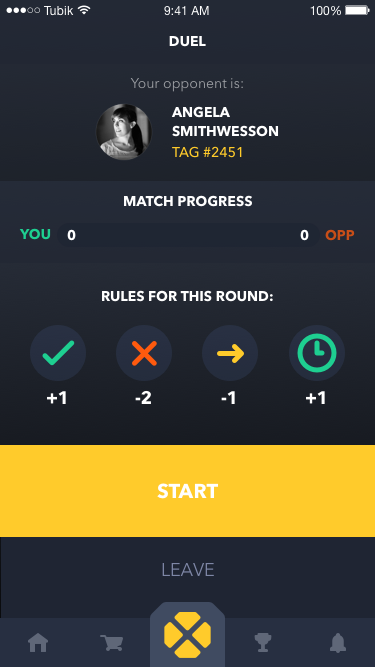 Tubik 9:41 AM 100%
DUEL
Your opponent is:
ANGELA
SMITHWESSON
TAG #2451
MATCH PROGRESS
YOU 0 0 OPP
RULES FOR THIS ROUND:
+1 -2 -1 +1
START
LEAVE